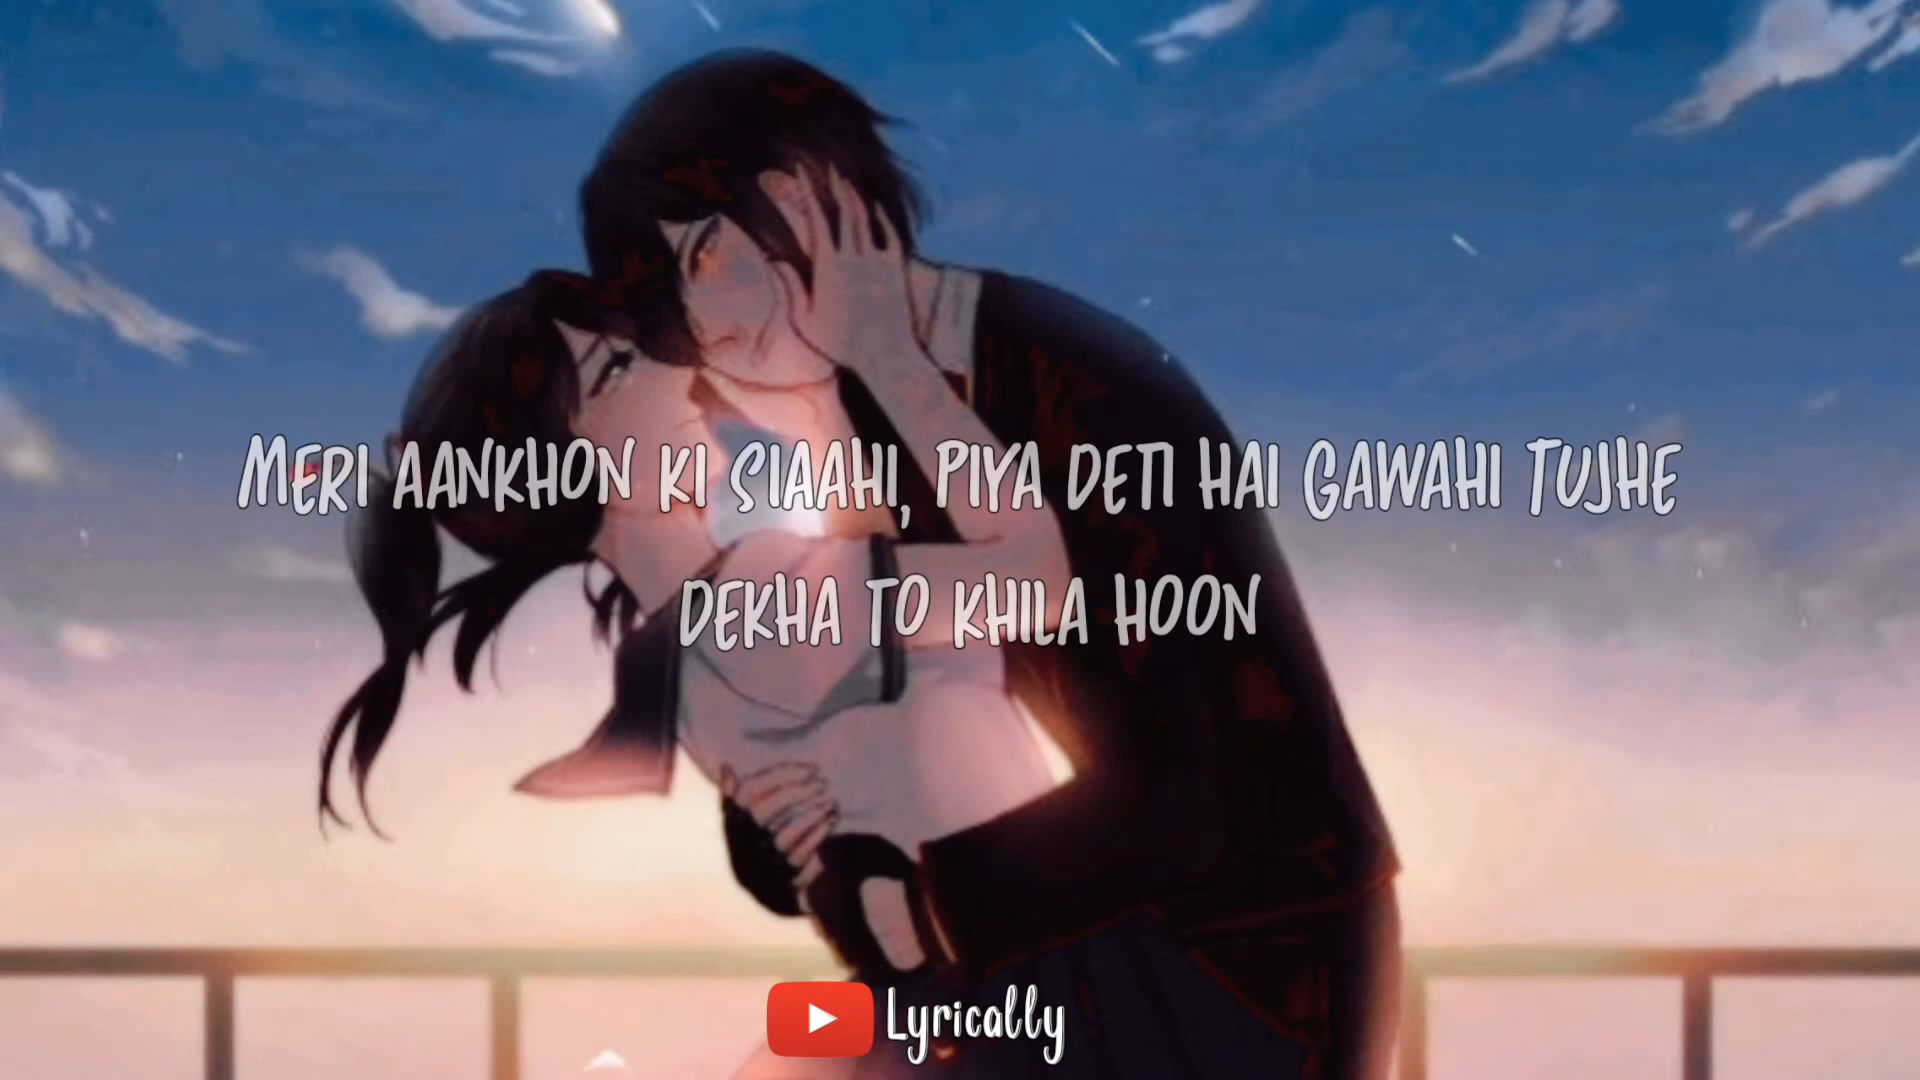 MERI AANKHON KI SIAAHI, PIYA DETI HAI GAWAHI TUJHE
DEKHA TO KHILA HOON
Lyrically